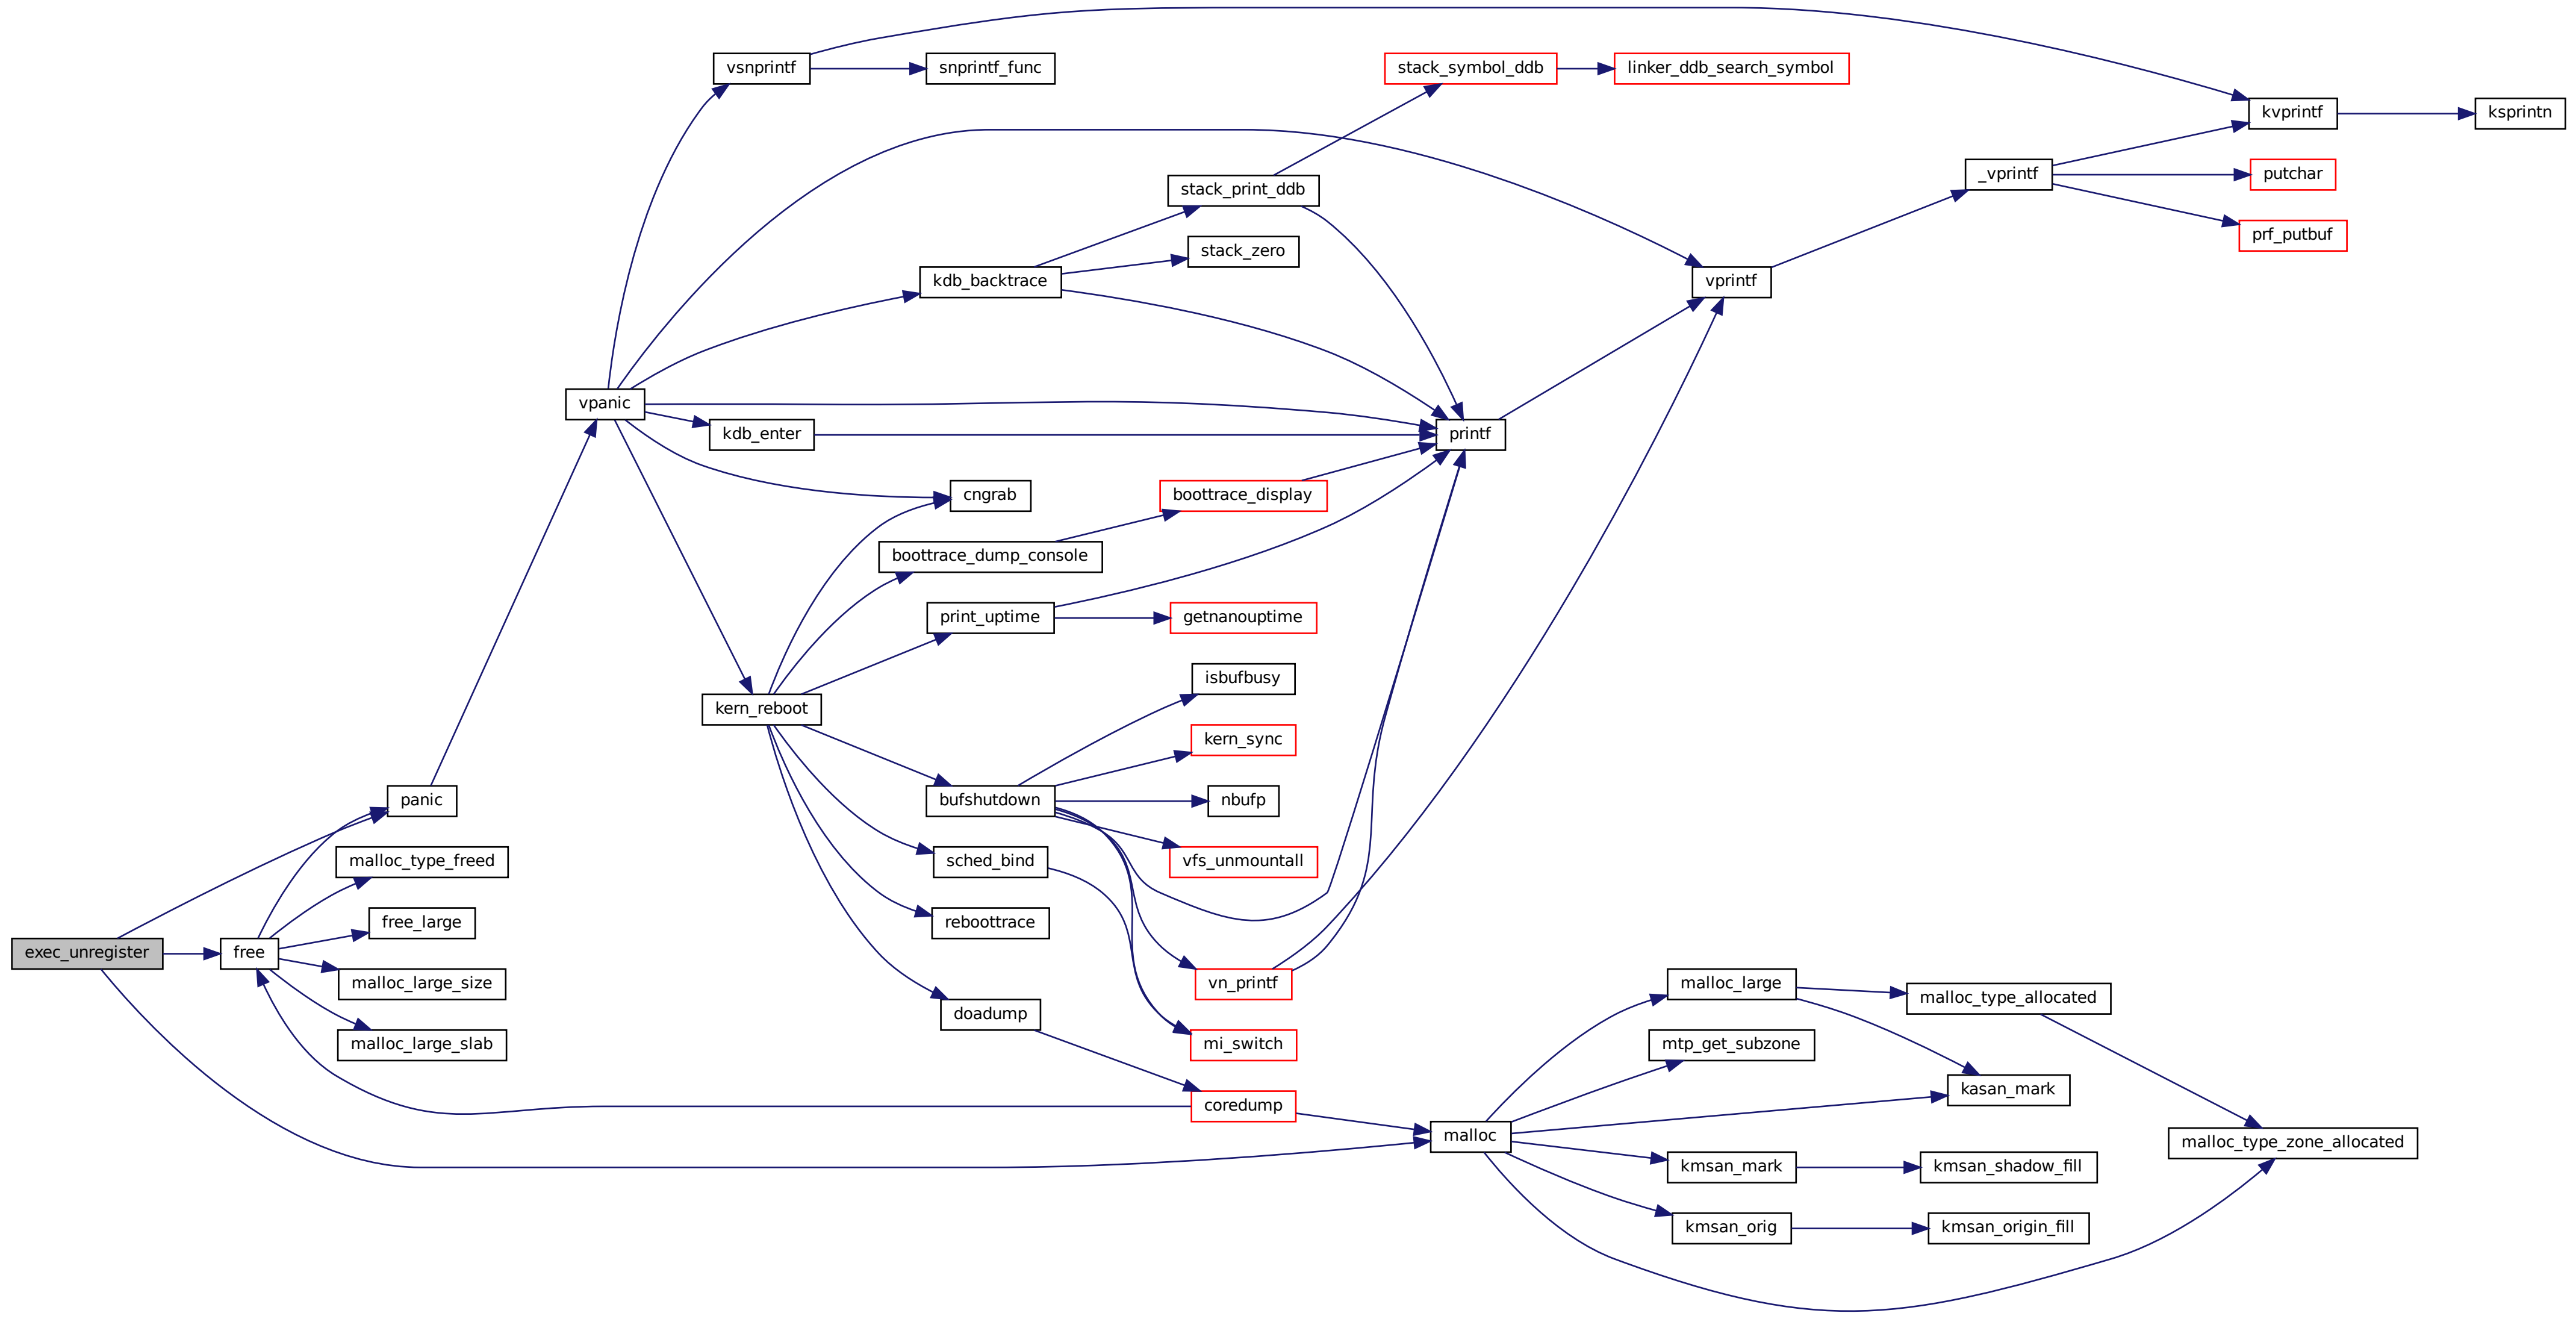 vsnprintf
snprintf_func
stack_symbol_ddb
linker_ddb_search_symbol
kvprintf
ksprintn
_vprintf
putchar
stack_print_ddb
prf_putbuf
stack_zero
kdb_backtrace
vprintf
vpanic
kdb_enter
printf
cngrab
boottrace_display
boottrace_dump_console
print_uptime
getnanouptime
isbufbusy
kern_reboot
kern_sync
panic
bufshutdown
nbufp
malloc_type_freed
sched_bind
vfs_unmountall
free_large
reboottrace
exec_unregister
free
malloc_large_size
vn_printf
malloc_large
malloc_type_allocated
doadump
malloc_large_slab
mi_switch
mtp_get_subzone
kasan_mark
coredump
malloc
malloc_type_zone_allocated
kmsan_mark
kmsan_shadow_fill
kmsan_orig
kmsan_origin_fill